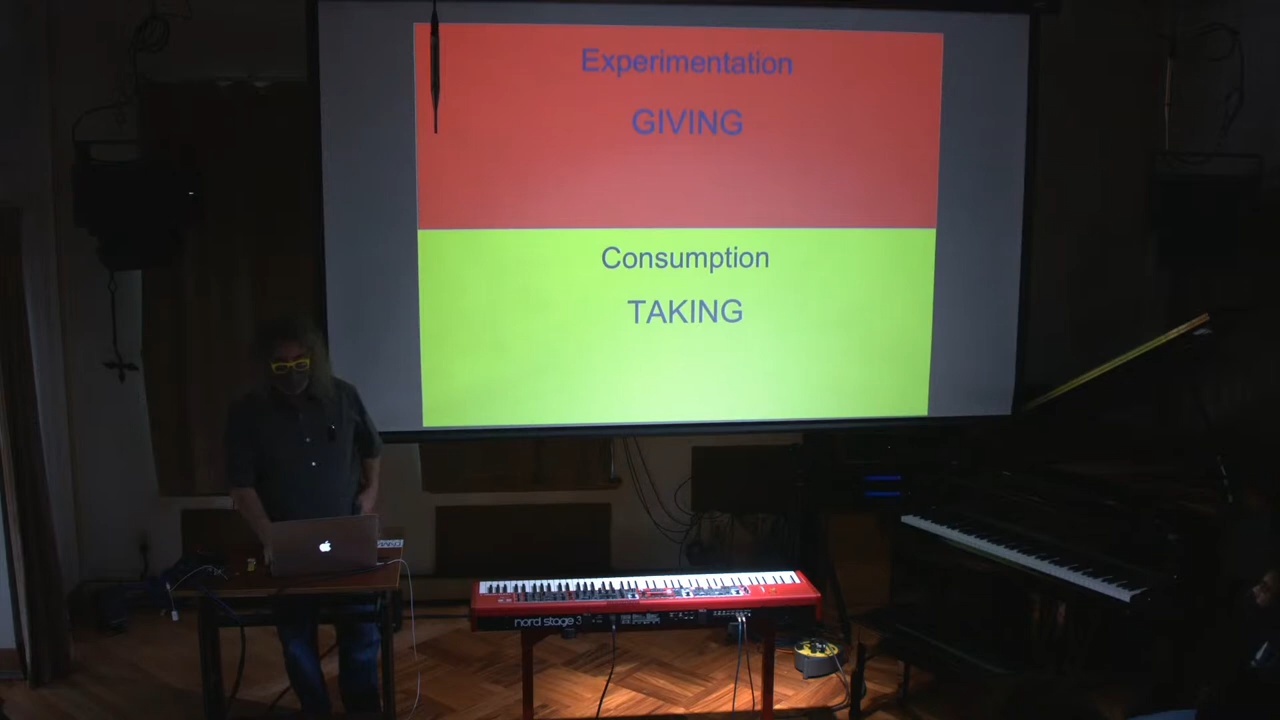 Experimentation
GIVING
Consumption
TAKING
nord stage 3